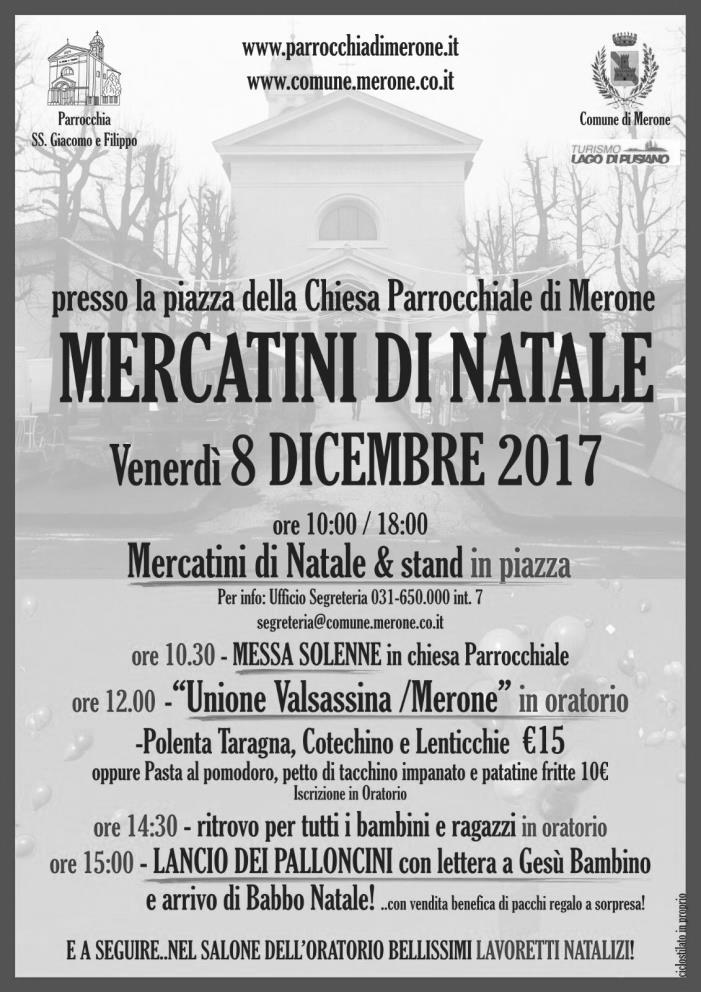 www.parrocchiadimerone.it
www.comune.merone.co.it
Parrocchia
SS. Giacomo e Filippo
Comune di Merone
TURISMO
LAGO DI PUSIANO
presso la piazza della Chiesa Parrocchiale di Merone
MERCATINI DI NATALE
Venerdì 8 DICEMBRE 2017
ore 10:00 / 18:00
Mercatini di Natale & stand in piazza
Per info: Ufficio Segreteria 031-650.000 int. 7
segreteria@comune.merone.co.it
ore 10.30 - MESSA SOLENNE in chiesa Parrocchiale
ore 12.00 -“Unione Valsassina /Merone” in oratorio
-Polenta Taragna, Cotechino e Lenticchie €15
oppure Pasta al pomodoro, petto di tacchino impanato e patatine fritte 10€
Iscrizione in Oratorio
ore 14:30 - ritrovo per tutti i bambini e ragazzi in oratorio
ore 15:00 - LANCIO DEI PALLONCINI con lettera a Gesù Bambino
e arrivo di Babbo Natale! ..con vendita benefica di pacchi regalo a sorpresa!
E A SEGUIRE..NEL SALONE DELL'ORATORIO BELLISSIMI LAVORETTI NATALIZI!
ciclostilato in proprio